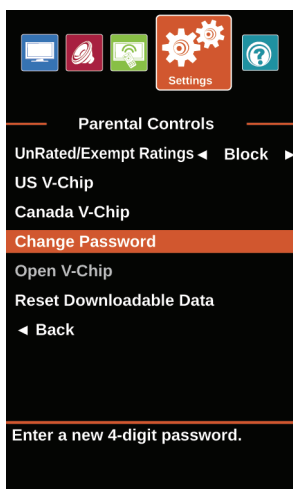 Settings
Parental Controls
UnRated/Exempt Ratings ◄ Block ►
US V-Chip
Canada V-Chip
Change Password
Open V-Chip
Reset Downloadable Data
◄ Back
Enter a new 4-digit password.